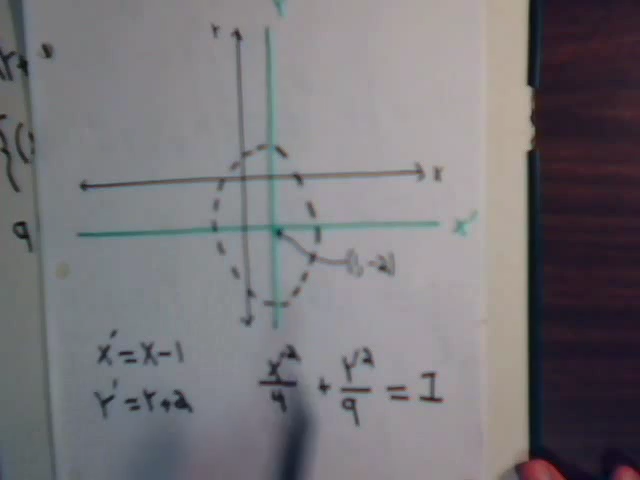 Y
X
X'
(1,-2)
X' = X-1
Y' = Y+2
X'²/4 + Y'²/9 = 1